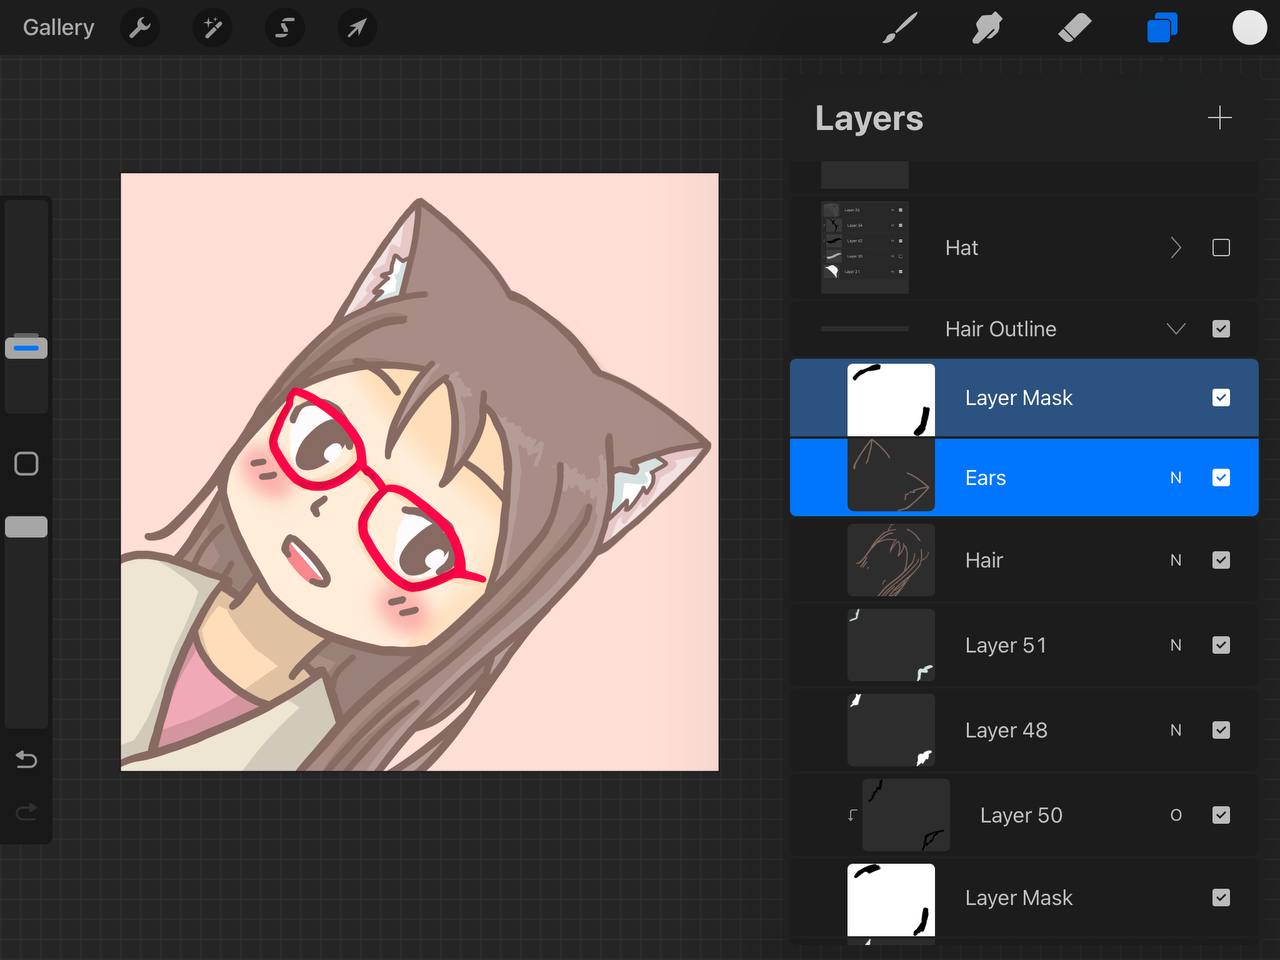 Gallery
Layers
Hat
Hair Outline
Layer Mask
Ears N
Hair N
Layer 51 N
Layer 48 N
Layer 50 O
Layer Mask